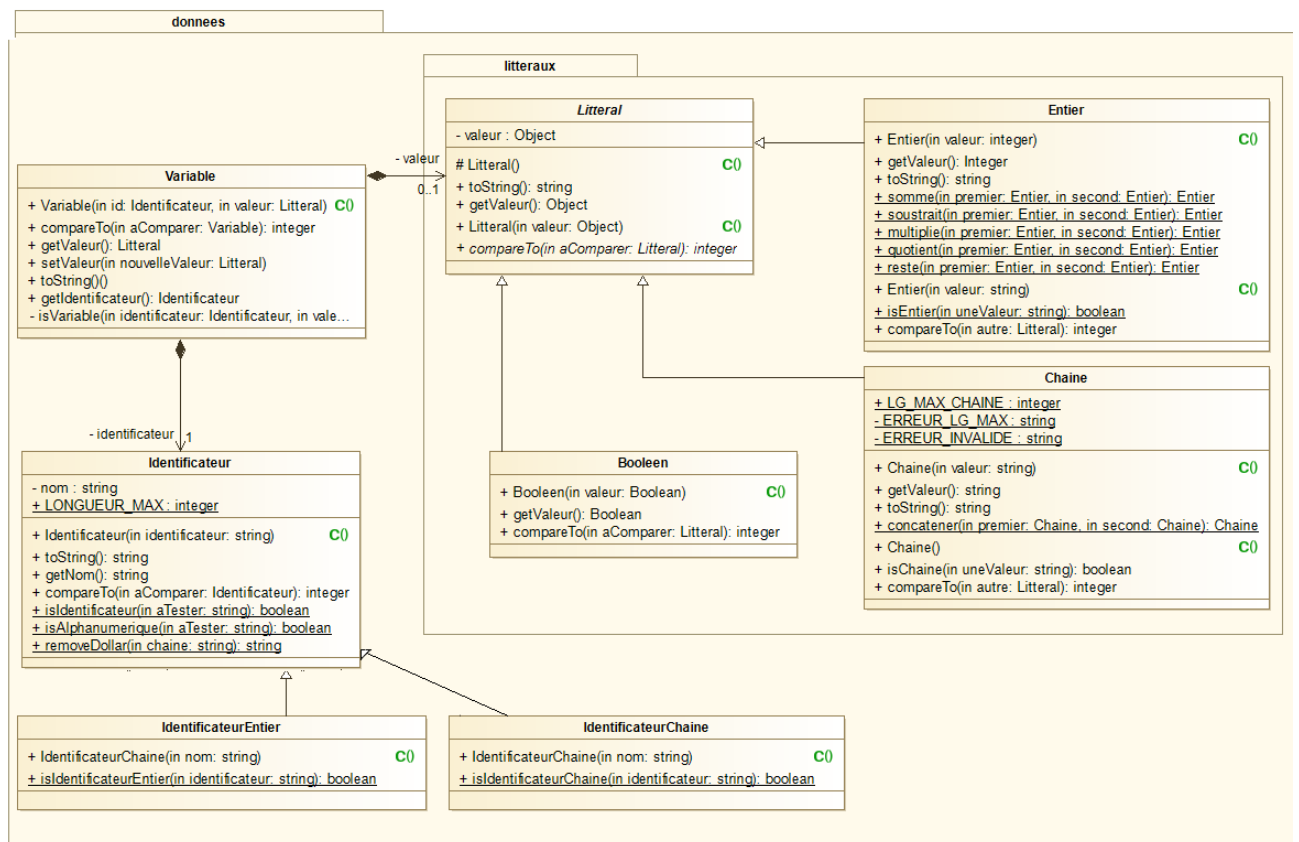 donnees
litteraux
Litteral
- valeur : Object
# Litteral() C()
+ toString(): string
+ getValeur(): Object
+ Litteral(in valeur: Object) C()
+ compareTo(in aComparer: Litteral): integer
Entier
+ Entier(in valeur: integer) C()
+ getValeur(): Integer
+ toString(): string
+ somme(in premier: Entier, in second: Entier): Entier
+ soustrait(in premier: Entier, in second: Entier): Entier
+ multiplie(in premier: Entier, in second: Entier): Entier
+ quotient(in premier: Entier, in second: Entier): Entier
+ reste(in premier: Entier, in second: Entier): Entier
+ Entier(in valeur: string) C()
+ isEntier(in uneValeur: string): boolean
+ compareTo(in autre: Litteral): integer
- valeur
0..1
Variable
+ Variable(in id: Identificateur, in valeur: Litteral) C()
+ compareTo(in aComparer: Variable): integer
+ getValeur(): Litteral
+ setValeur(in nouvelleValeur: Litteral)
+ toString()()
+ getIdentificateur(): Identificateur
- isVariable(in identificateur: Identificateur, in vale...
Chaine
+ LG_MAX_CHAINE : integer
- ERREUR_LG_MAX : string
- ERREUR_INVALIDE : string
+ Chaine(in valeur: string) C()
+ getValeur(): string
+ toString(): string
+ concatener(in premier: Chaine, in second: Chaine): Chaine
+ Chaine() C()
+ isChaine(in uneValeur: string): boolean
+ compareTo(in autre: Litteral): integer
- identificateur
1
Identificateur
- nom : string
+ LONGUEUR_MAX : integer
+ Identificateur(in identificateur: string) C()
+ toString(): string
+ getNom(): string
+ compareTo(in aComparer: Identificateur): integer
+ isIdentificateur(in aTester: string): boolean
+ isAlphanumerique(in aTester: string): boolean
+ removeDollar(in chaine: string): string
Booleen
+ Booleen(in valeur: Boolean) C()
+ getValeur(): Boolean
+ compareTo(in aComparer: Litteral): integer
IdentificateurEntier
+ IdentificateurChaine(in nom: string) C()
+ isIdentificateurEntier(in identificateur: string): boolean
IdentificateurChaine
+ IdentificateurChaine(in nom: string) C()
+ isIdentificateurChaine(in identificateur: string): boolean